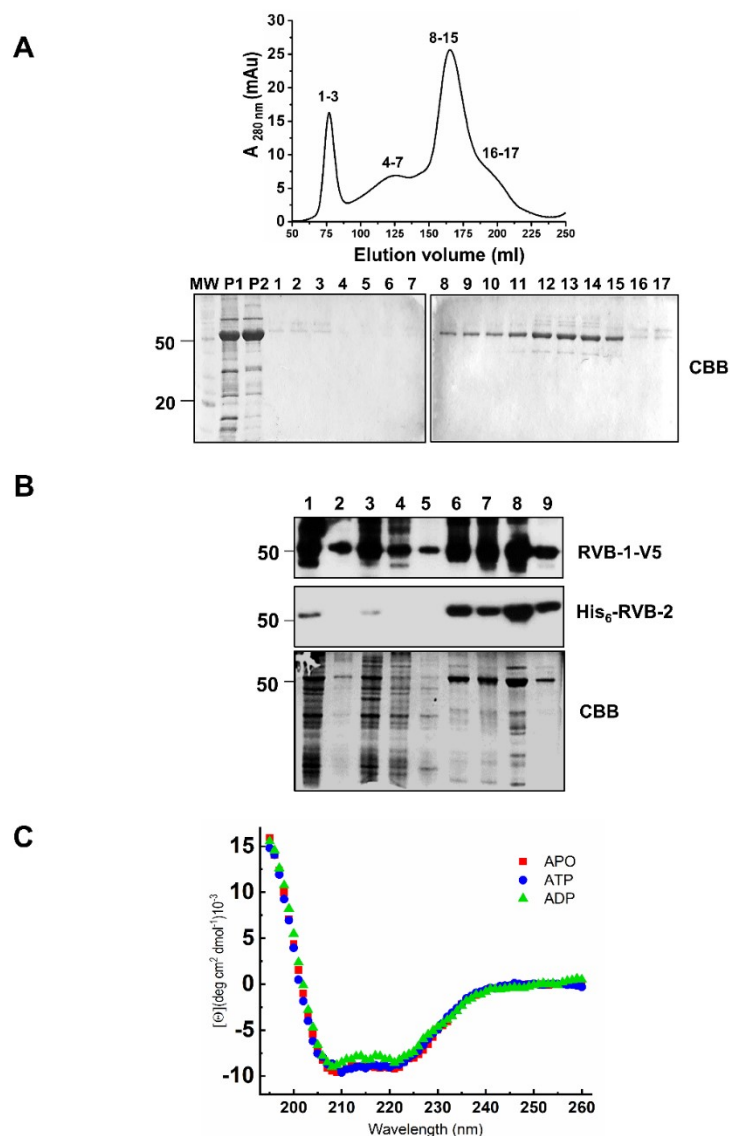 A
30
25
20
15
10
5
0
A 280 nm (mAu)
1-3
4-7
8-15
16-17
50 75 100 125 150 175 200 225 250
Elution volume (ml)
MW P1 P2 1 2 3 4 5 6 7 8 9 10 11 12 13 14 15 16 17
50
20
CBB
B
1 2 3 4 5 6 7 8 9
50
RVB-1-V5
50
His6-RVB-2
50
CBB
C
15
10
5
0
-5
-10
[Θ](deg cm2 dmol-1)10-3
APO
ATP
ADP
200 210 220 230 240 250 260
Wavelength (nm)